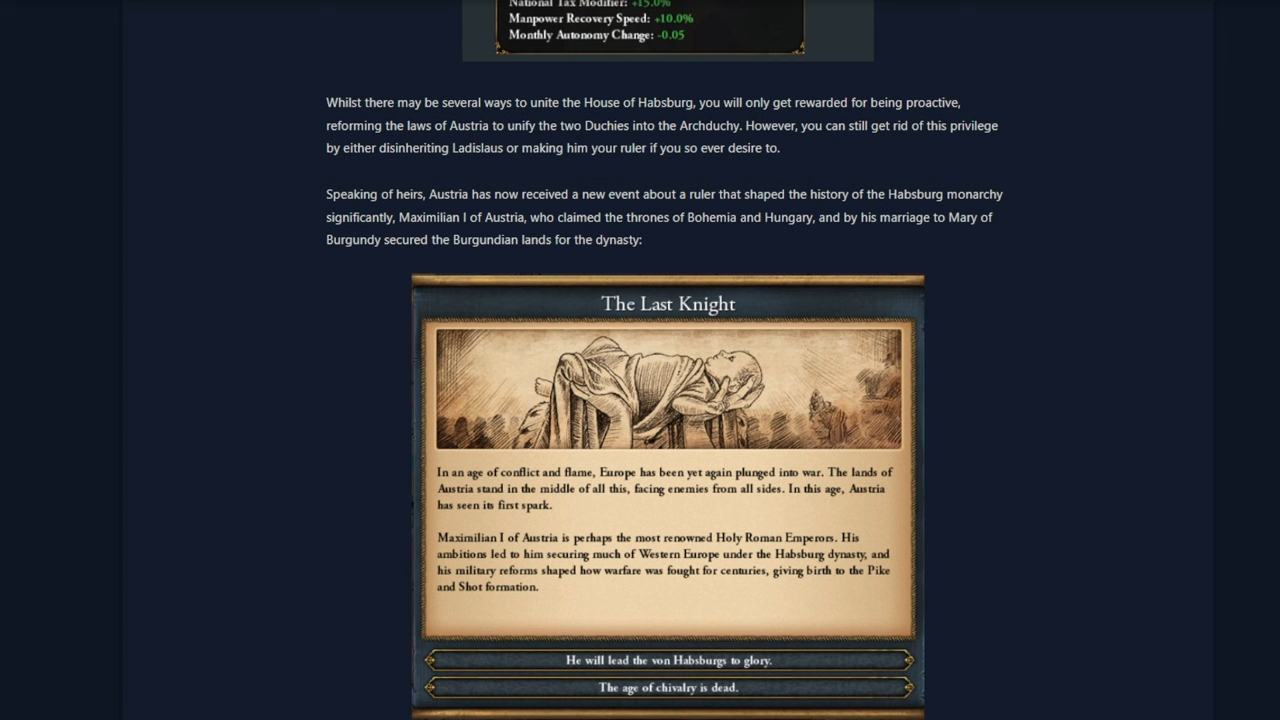 National Tax Modifier: +15.0%
Manpower Recovery Speed: +10.0%
Monthly Autonomy Change: -0.05
Whilst there may be several ways to unite the House of Habsburg, you will only get rewarded for being proactive,
reforming the laws of Austria to unify the two Duchies into the Archduchy. However, you can still get rid of this privilege
by either disinheriting Ladislaus or making him your ruler if you so ever desire to.
Speaking of heirs, Austria has now received a new event about a ruler that shaped the history of the Habsburg monarchy
significantly, Maximilian I of Austria, who claimed the thrones of Bohemia and Hungary, and by his marriage to Mary of
Burgundy secured the Burgundian lands for the dynasty:
The Last Knight
In an age of conflict and flame, Europe has been yet again plunged into war. The lands of
Austria stand in the middle of all this, facing enemies from all sides. In this age, Austria
has seen its first spark.
Maximilian I of Austria is perhaps the most renowned Holy Roman Emperors. His
ambitions led to him securing much of Western Europe under the Habsburg dynasty, and
his military reforms shaped how warfare was fought for centuries, giving birth to the Pike
and Shot formation.
He will lead the von Habsburgs to glory.
The age of chivalry is dead.